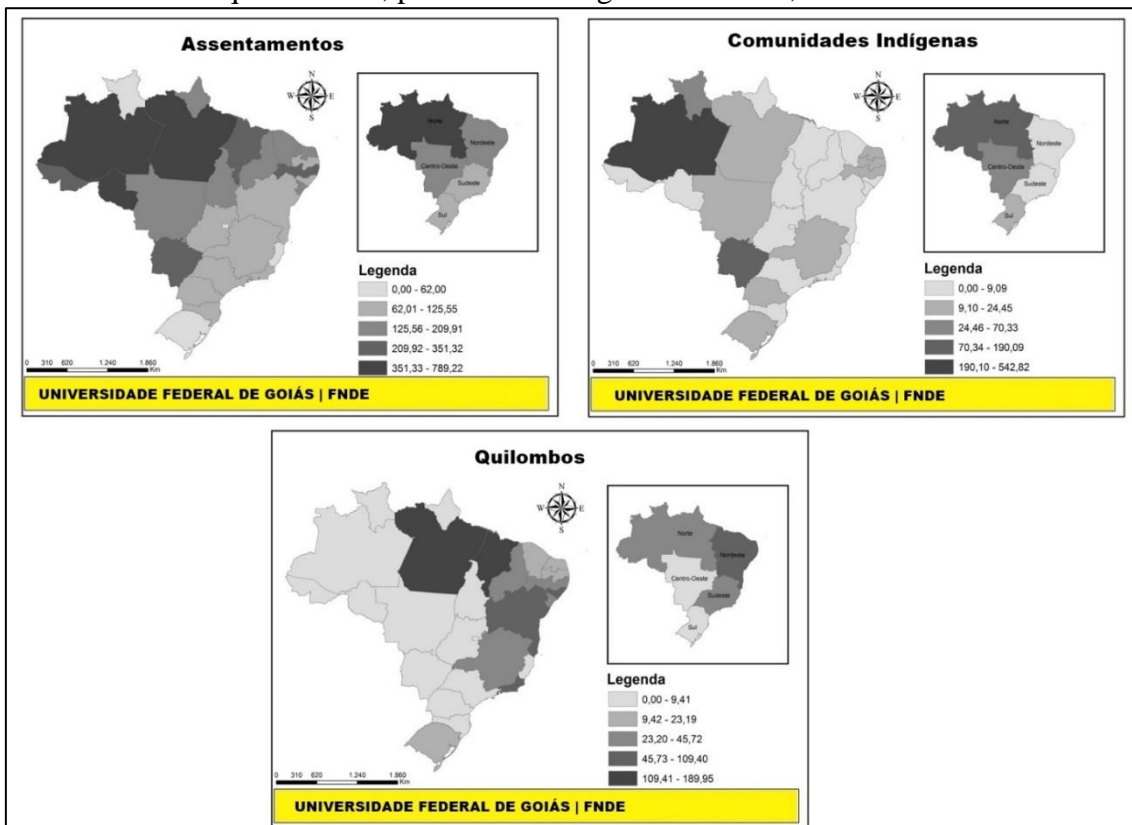 Assentamentos
N
W
E
S
Norte
Nordeste
Centro-Oeste
Sudeste
Sul
Legenda
0,00 - 62,00
62,01 - 125,55
125,56 - 209,91
209,92 - 351,32
351,33 - 789,22
0 310 620 1.240 1.860
Km
UNIVERSIDADE FEDERAL DE GOIÁS | FNDE
Comunidades Indígenas
N
W
E
S
Norte
Nordeste
Centro-Oeste
Sudeste
Sul
Legenda
0,00 - 9,09
9,10 - 24,45
24,46 - 70,33
70,34 - 190,09
190,10 - 542,82
0 310 620 1.240 1.860
Km
UNIVERSIDADE FEDERAL DE GOIÁS | FNDE
Quilombos
N
W
E
S
Norte
Nordeste
Centro-Oeste
Sudeste
Sul
Legenda
0,00 - 9,41
9,42 - 23,19
23,20 - 45,72
45,73 - 109,40
109,41 - 189,95
0 310 620 1.240 1.860
Km
UNIVERSIDADE FEDERAL DE GOIÁS | FNDE